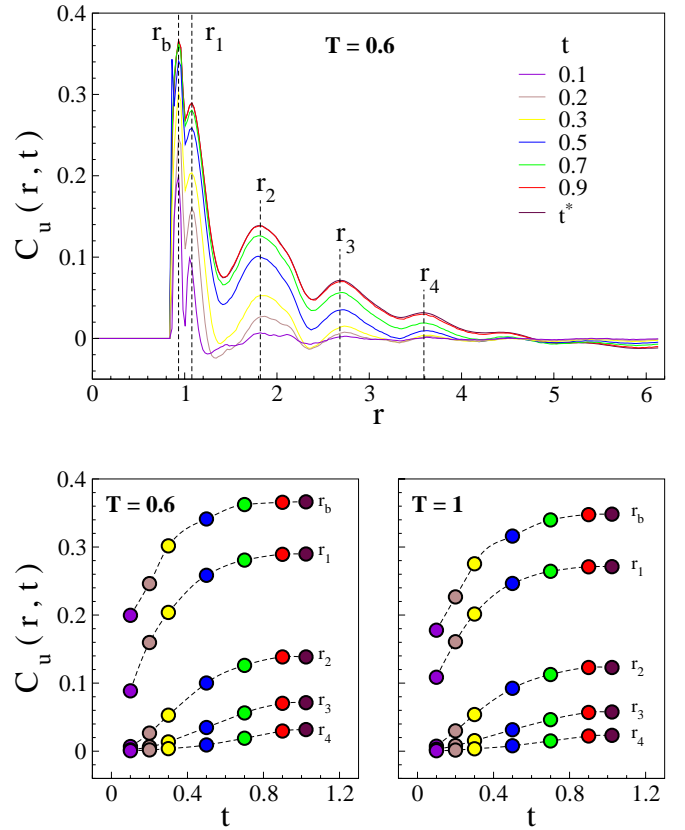 r_b r_1 T = 0.6 t
0.1
0.2
0.3
0.5
0.7
0.9
t*
r_2
r_3
r_4
C_u ( r , t )
0.4
0.3
0.2
0.1
0
0 1 2 3 4 5 6
r
T = 0.6
r_b
r_1
r_2
r_3
r_4
C_u ( r , t )
0.4
0.3
0.2
0.1
0
0 0.4 0.8 1.2
t
T = 1
r_b
r_1
r_2
r_3
r_4
0 0.4 0.8 1.2
t